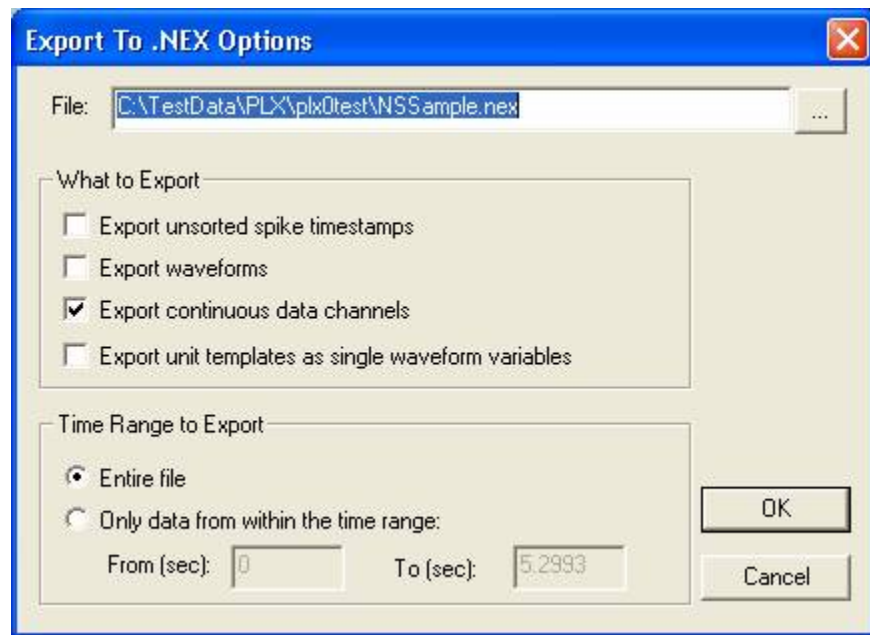 Export To .NEX Options
File: C:\TestData\PLX\plx0test\NSSample.nex ...
What to Export
Export unsorted spike timestamps
Export waveforms
Export continuous data channels
Export unit templates as single waveform variables
Time Range to Export
Entire file
Only data from within the time range:
From (sec): 0 To (sec): 5.2993
OK
Cancel